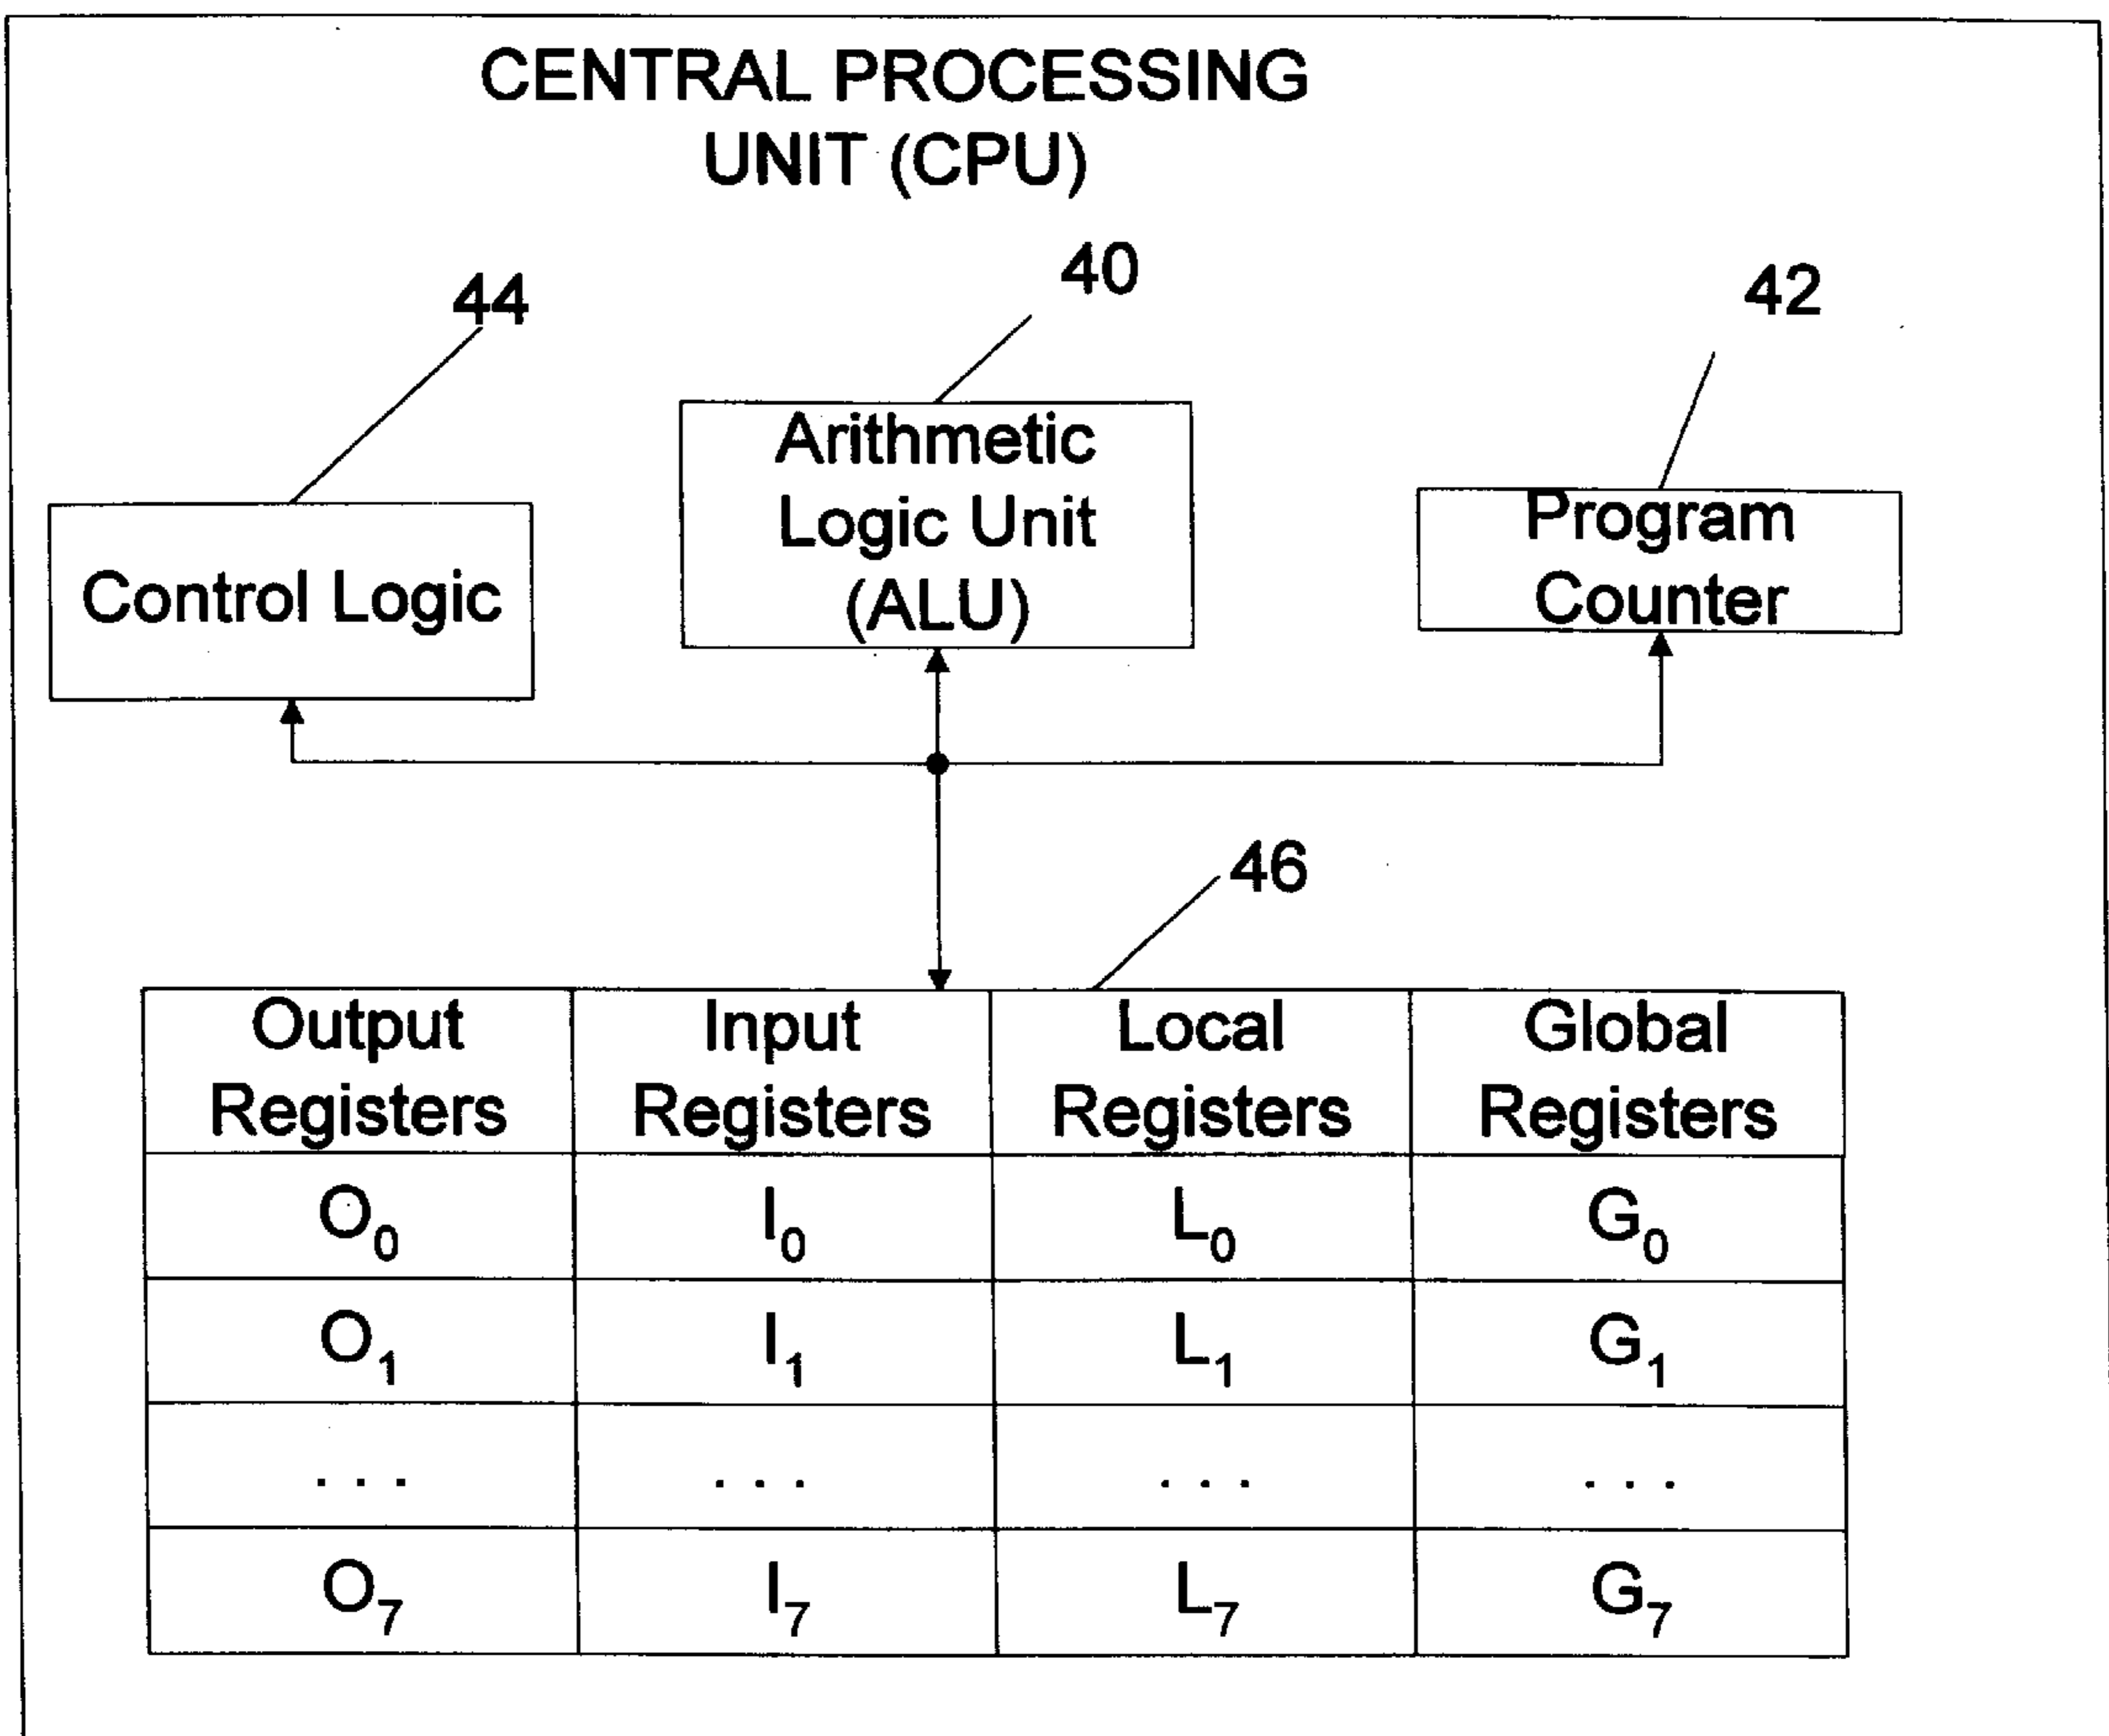 CENTRAL PROCESSING
UNIT (CPU)
44
40
42
Control Logic
Arithmetic
Logic Unit
(ALU)
Program
Counter
46
Output
Registers
Input
Registers
Local
Registers
Global
Registers
O₀ I₀ L₀ G₀
O₁ I₁ L₁ G₁
... ... ... ...
O₇ I₇ L₇ G₇